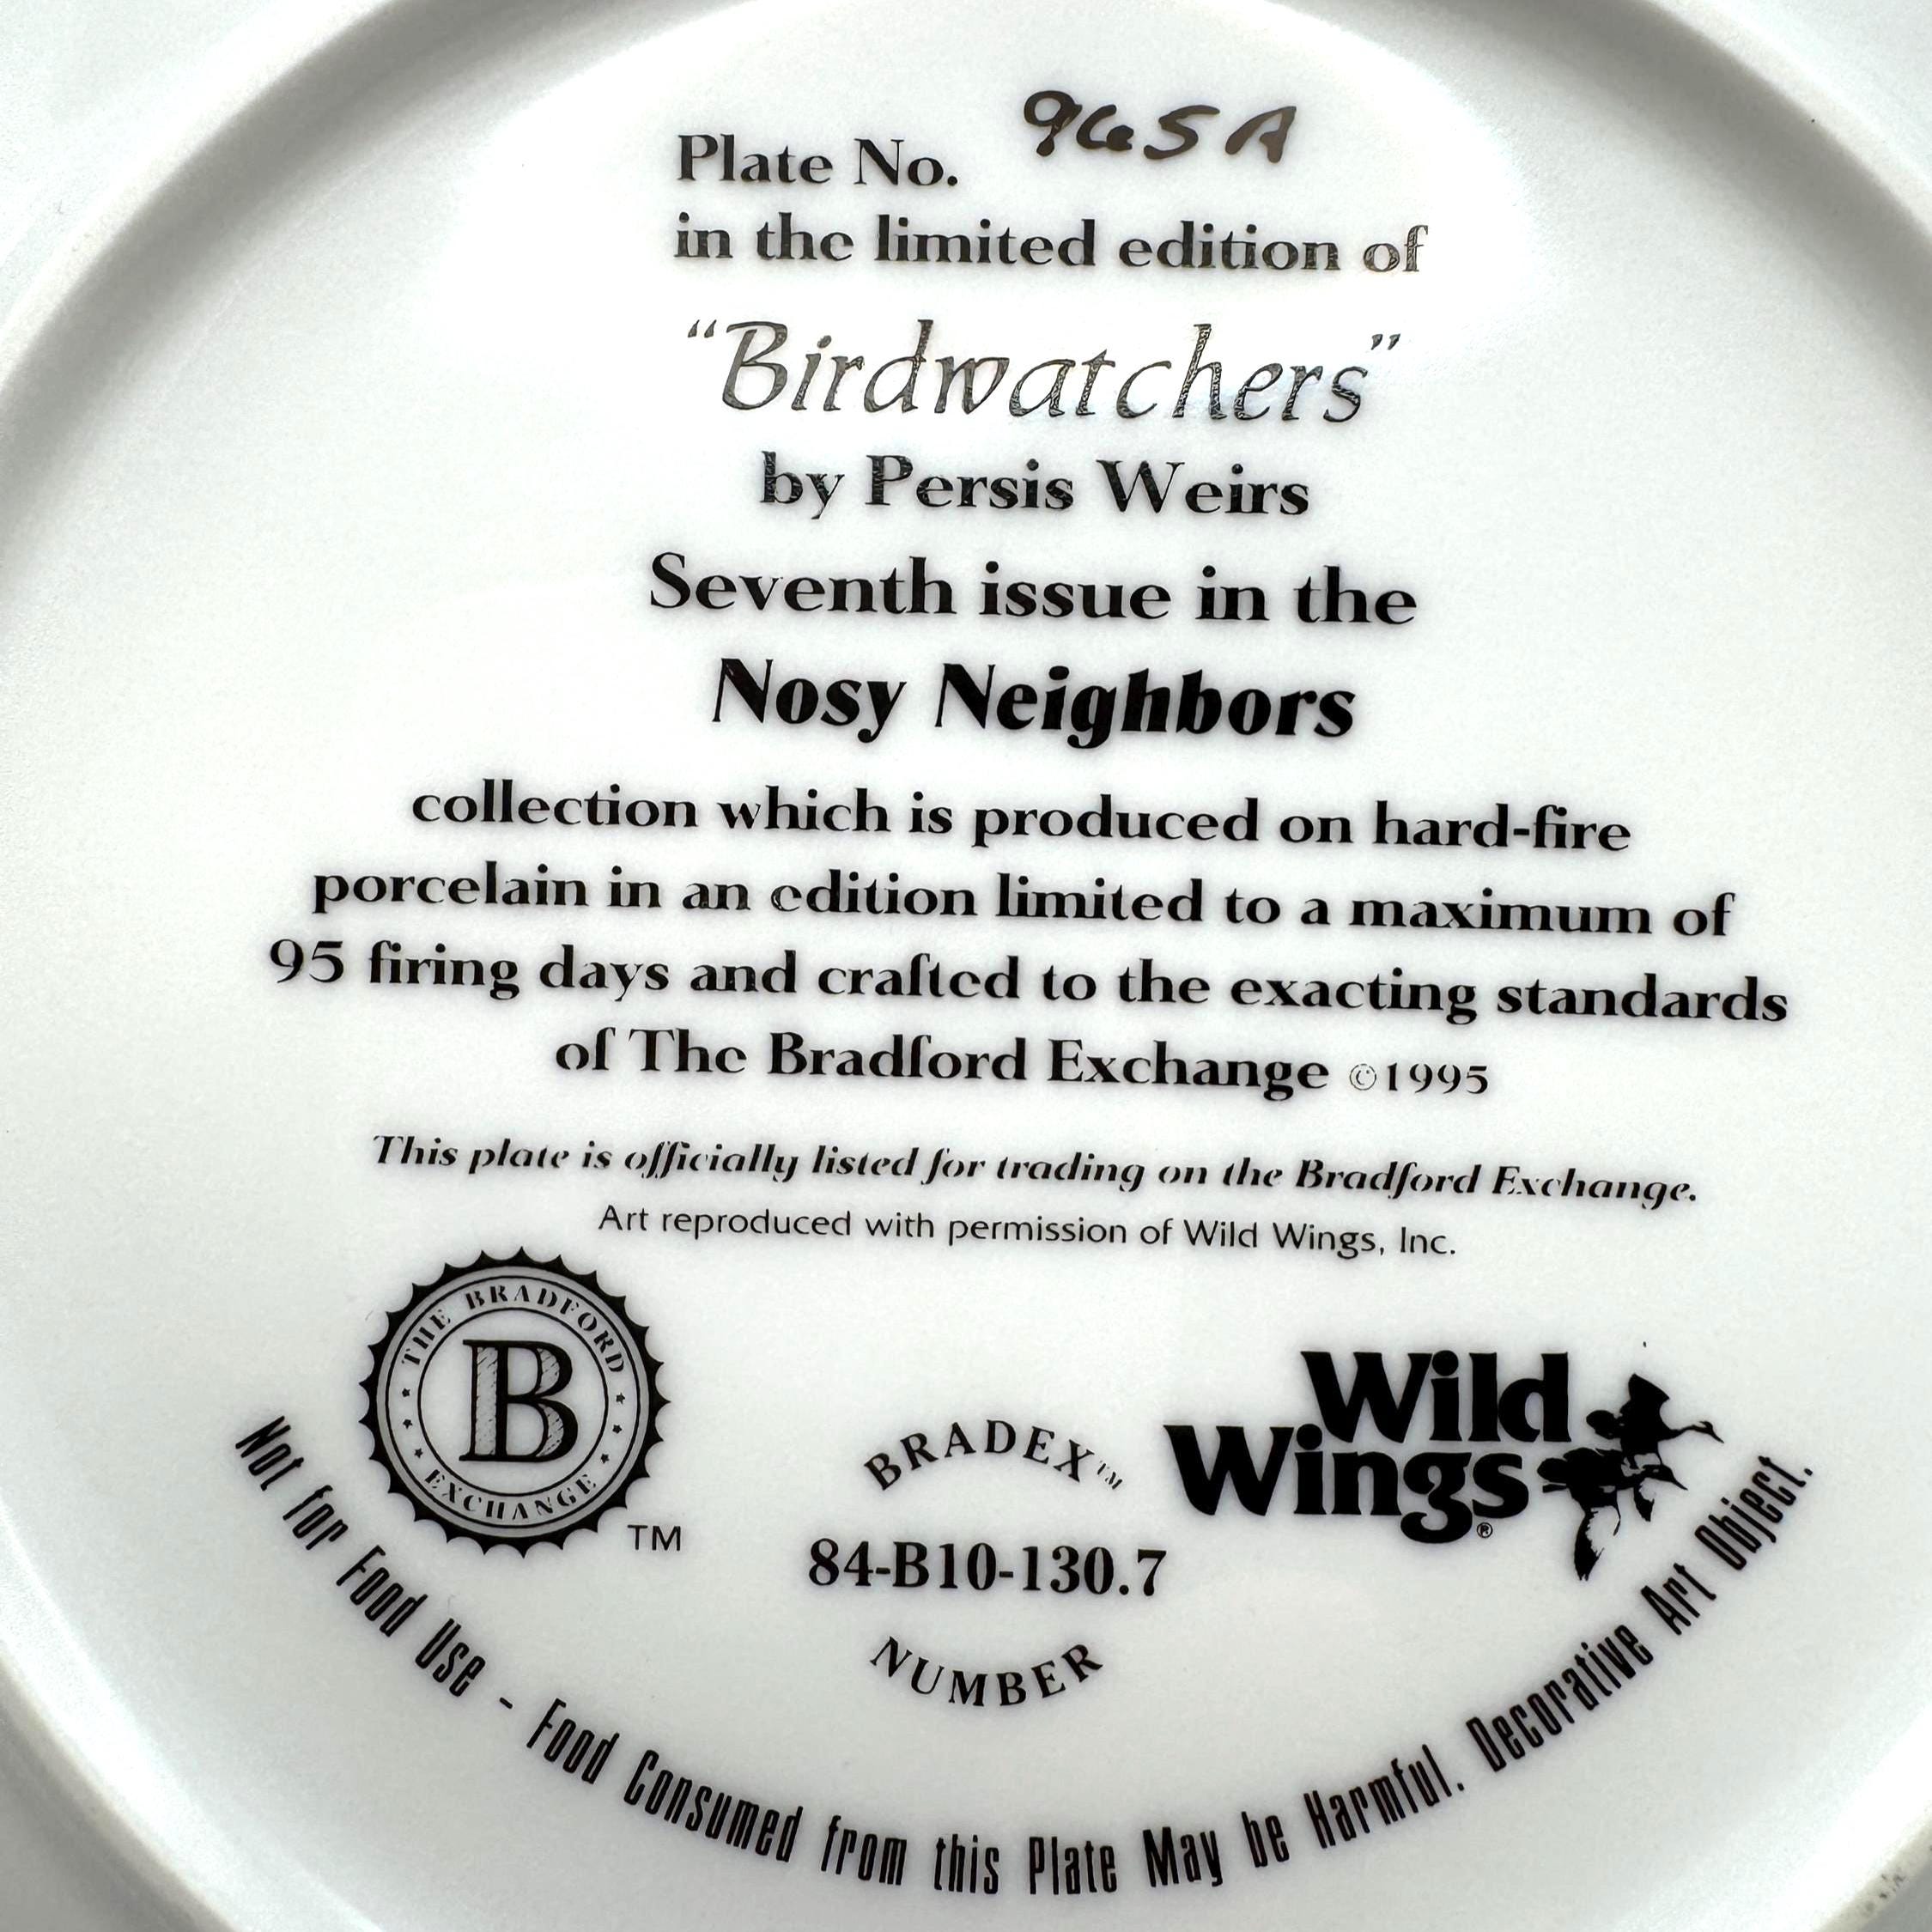 Plate No. 965A
in the limited edition of
“Birdwatchers”
by Persis Weirs
Seventh issue in the
Nosy Neighbors
collection which is produced on hard-fire
porcelain in an edition limited to a maximum of
95 firing days and crafted to the exacting standards
of The Bradford Exchange ©1995
This plate is officially listed for trading on the Bradford Exchange.
Art reproduced with permission of Wild Wings, Inc.
THE BRADFORD
B
EXCHANGE
TM
BRADEX™
84-B10-130.7
NUMBER
Wild
Wings®
Not for Food Use - Food Consumed from this Plate May be Harmful. Decorative Art Object.